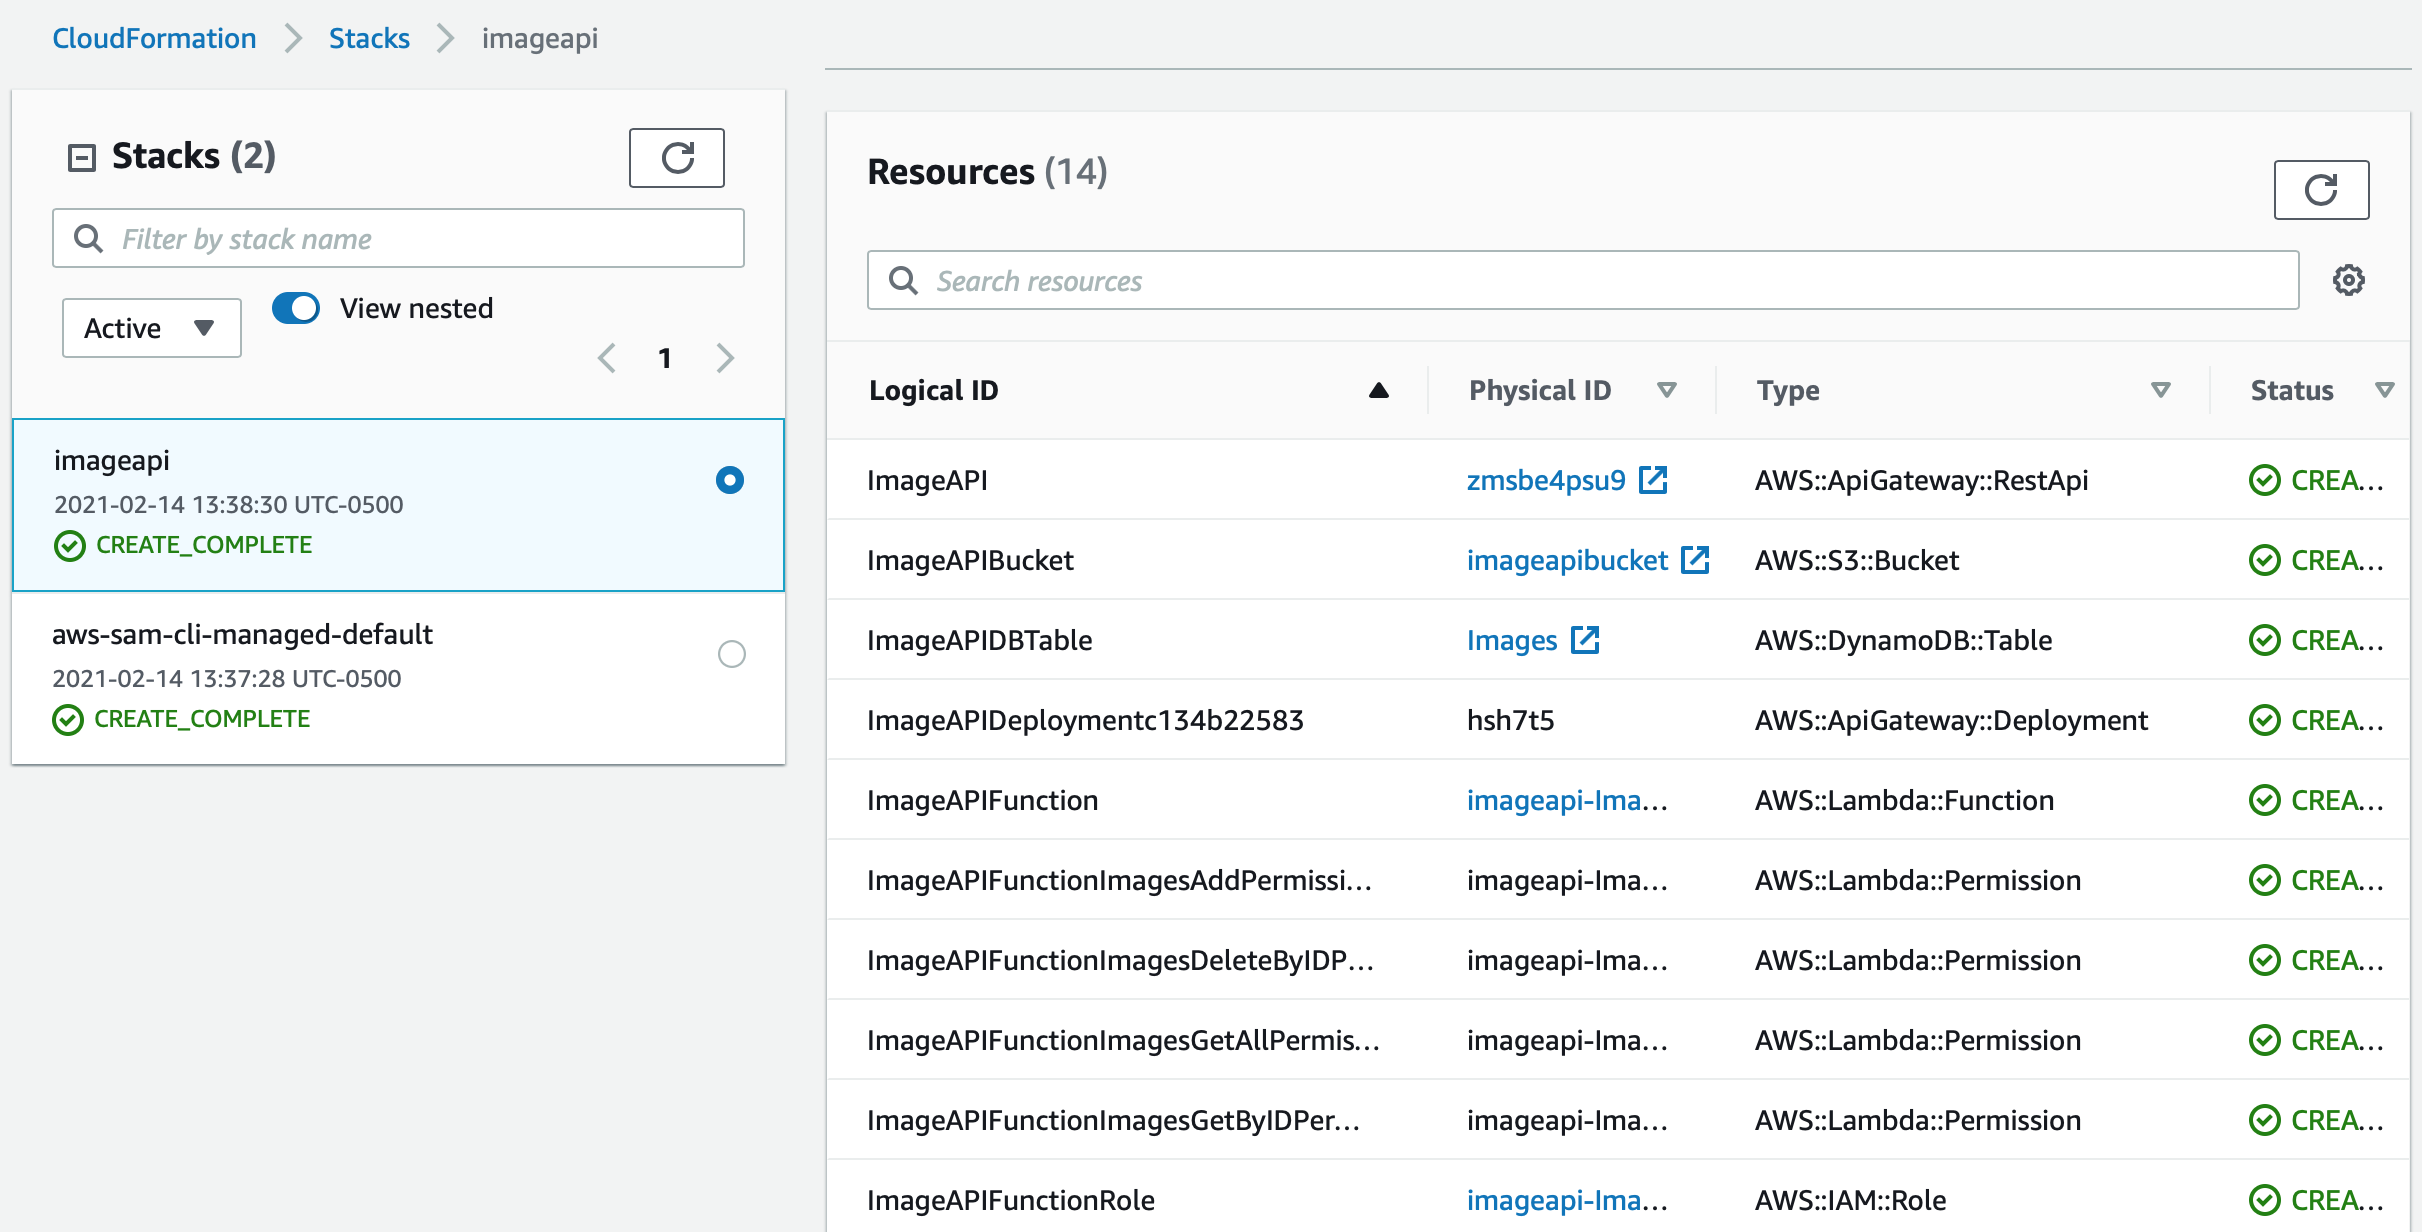 CloudFormation Stacks imageapi
Stacks (2)
Filter by stack name
Active View nested
1
imageapi
2021-02-14 13:38:30 UTC-0500
CREATE_COMPLETE
aws-sam-cli-managed-default
2021-02-14 13:37:28 UTC-0500
CREATE_COMPLETE
Resources (14)
Search resources
Logical ID Physical ID Type Status
ImageAPI zmsbe4psu9 AWS::ApiGateway::RestApi CREA...
ImageAPIBucket imageapibucket AWS::S3::Bucket CREA...
ImageAPIDBTable Images AWS::DynamoDB::Table CREA...
ImageAPIDeploymentc134b22583 hsh7t5 AWS::ApiGateway::Deployment CREA...
ImageAPIFunction imageapi-Ima... AWS::Lambda::Function CREA...
ImageAPIFunctionImagesAddPermissi... imageapi-Ima... AWS::Lambda::Permission CREA...
ImageAPIFunctionImagesDeleteByIDP... imageapi-Ima... AWS::Lambda::Permission CREA...
ImageAPIFunctionImagesGetAllPermis... imageapi-Ima... AWS::Lambda::Permission CREA...
ImageAPIFunctionImagesGetByIDPer... imageapi-Ima... AWS::Lambda::Permission CREA...
ImageAPIFunctionRole imageapi-Ima... AWS::IAM::Role CREA...